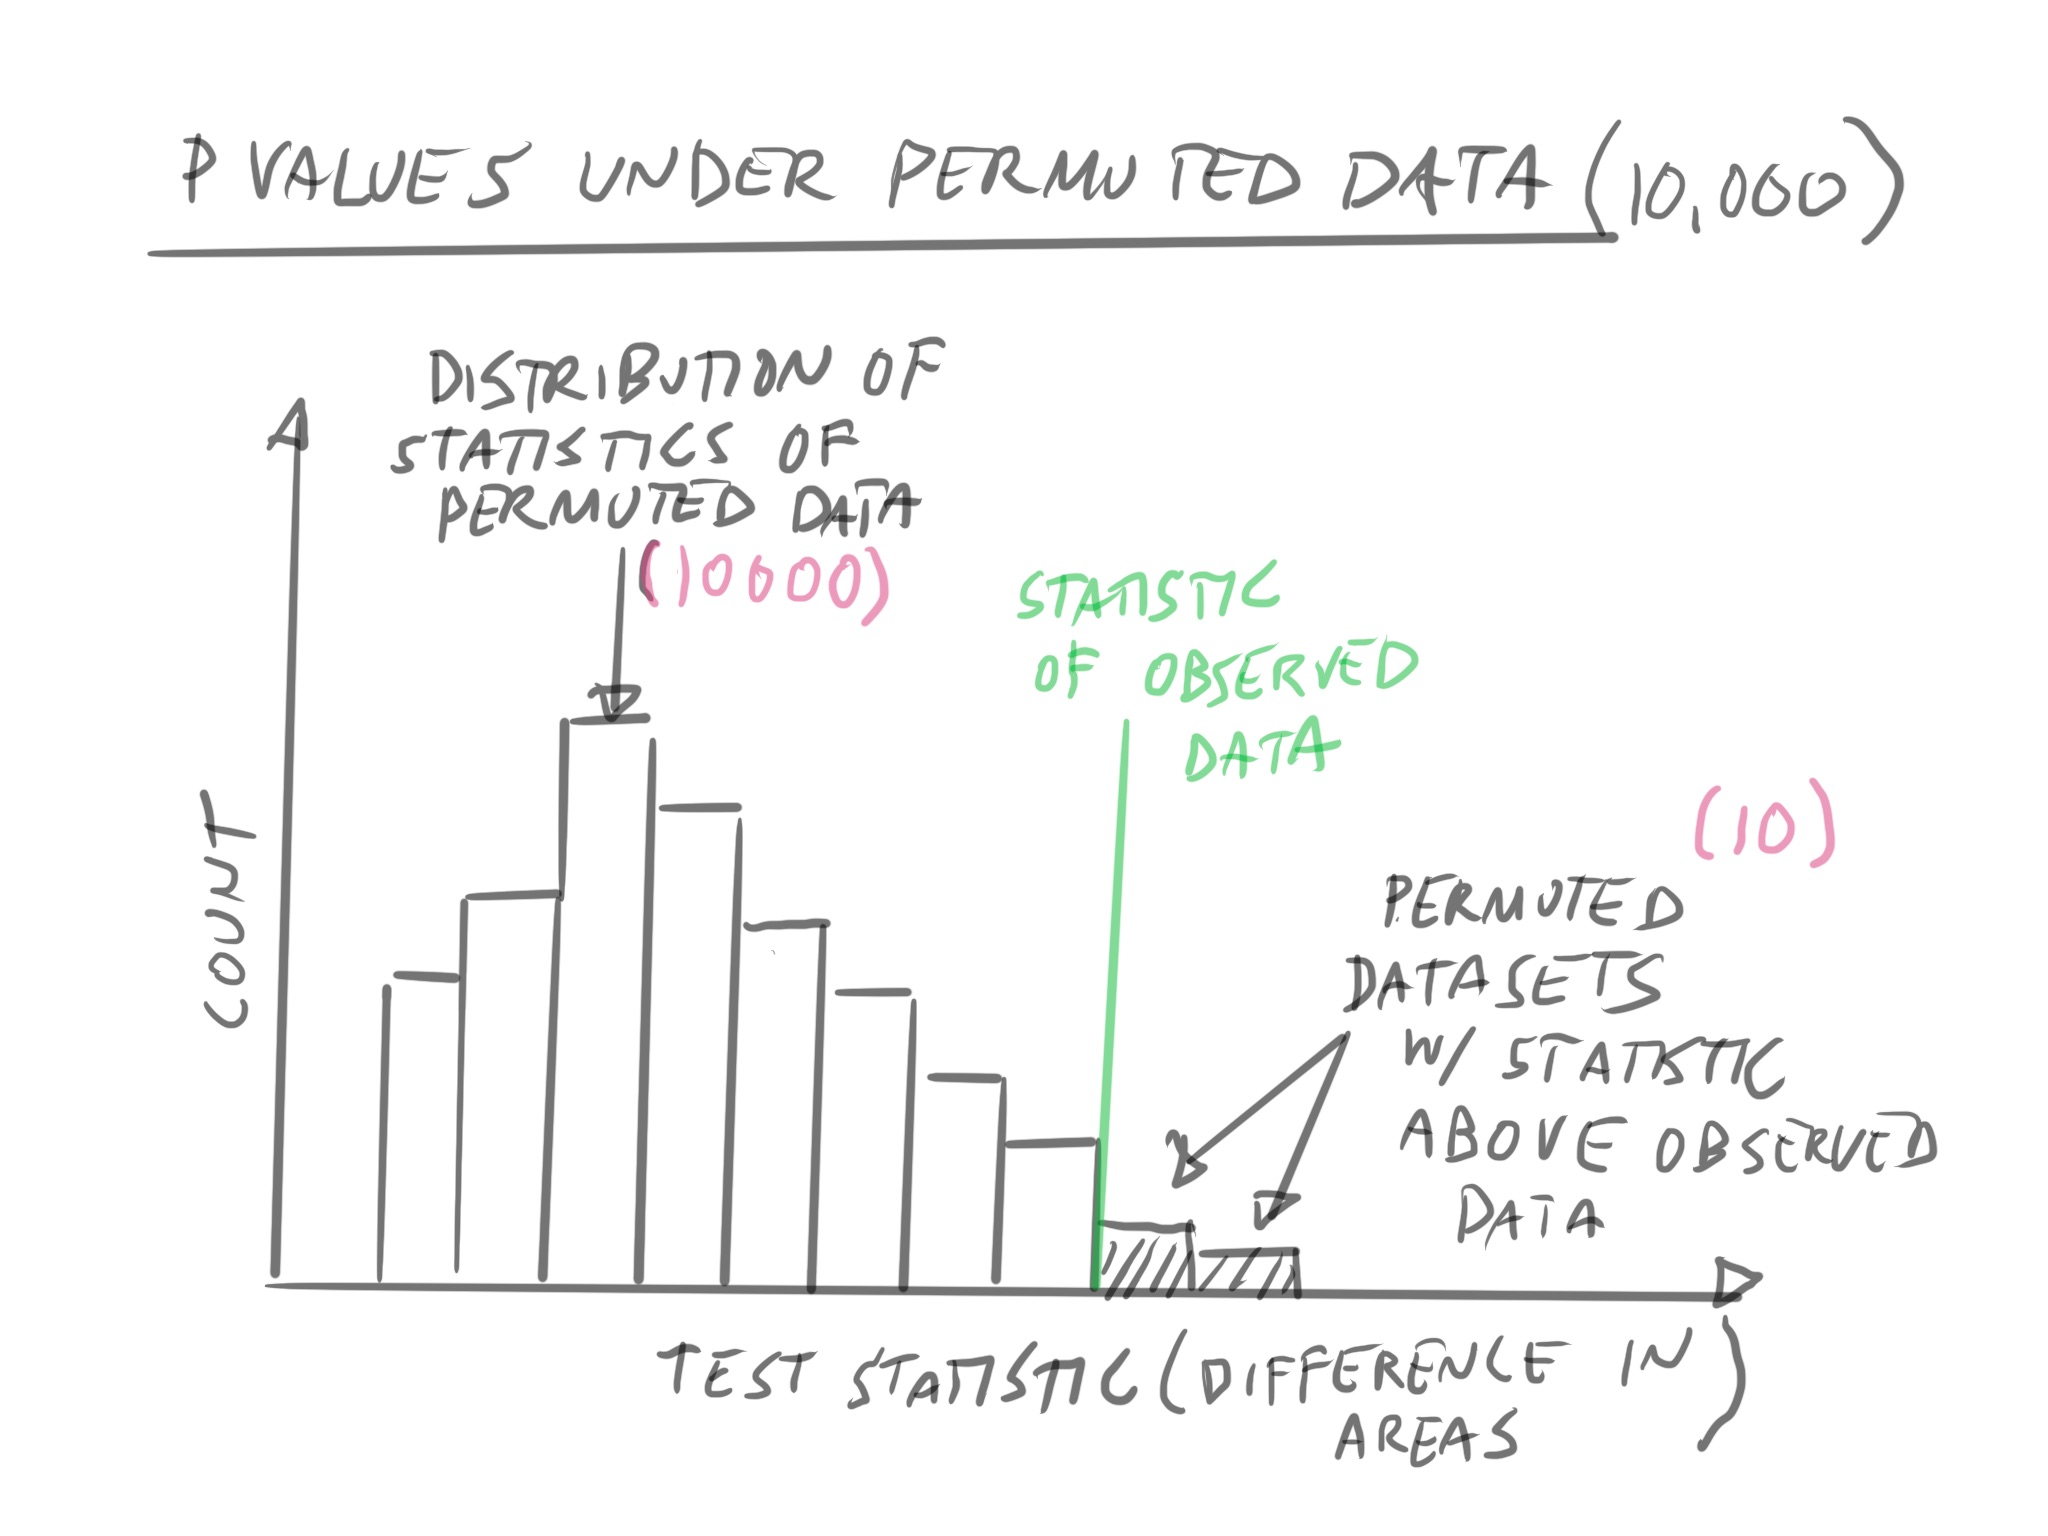 P VALUES UNDER PERMUTED DATA (10,000)
DISTRIBUTION OF
STATISTICS OF
PERMUTED DATA
(10000)
STATISTIC
OF OBSERVED
DATA
(10)
PERMUTED
DATASETS
W/ STATISTIC
ABOVE OBSERVED
DATA
COUNT
TEST STATISTIC (DIFFERENCE IN
AREAS)